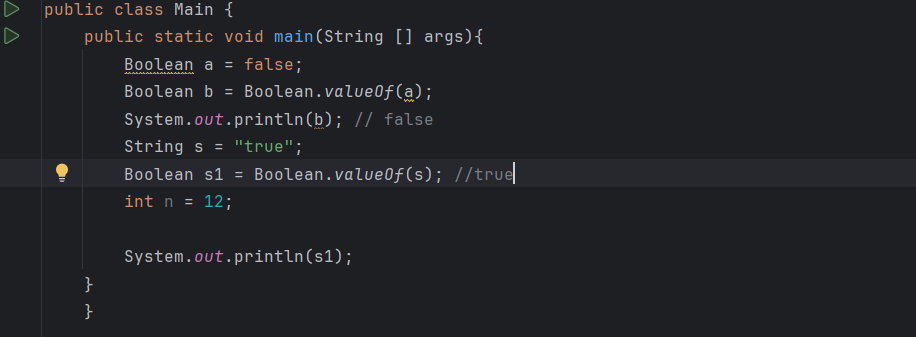 public class Main {
public static void main(String [] args){
Boolean a = false;
Boolean b = Boolean.valueOf(a);
System.out.println(b); // false
String s = "true";
Boolean s1 = Boolean.valueOf(s); //true
int n = 12;
System.out.println(s1);
}
}